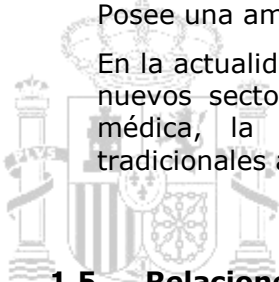 Posee una am
En la actualid
nuevos secto
médica, la
tradicionales a
1.5 Relacione